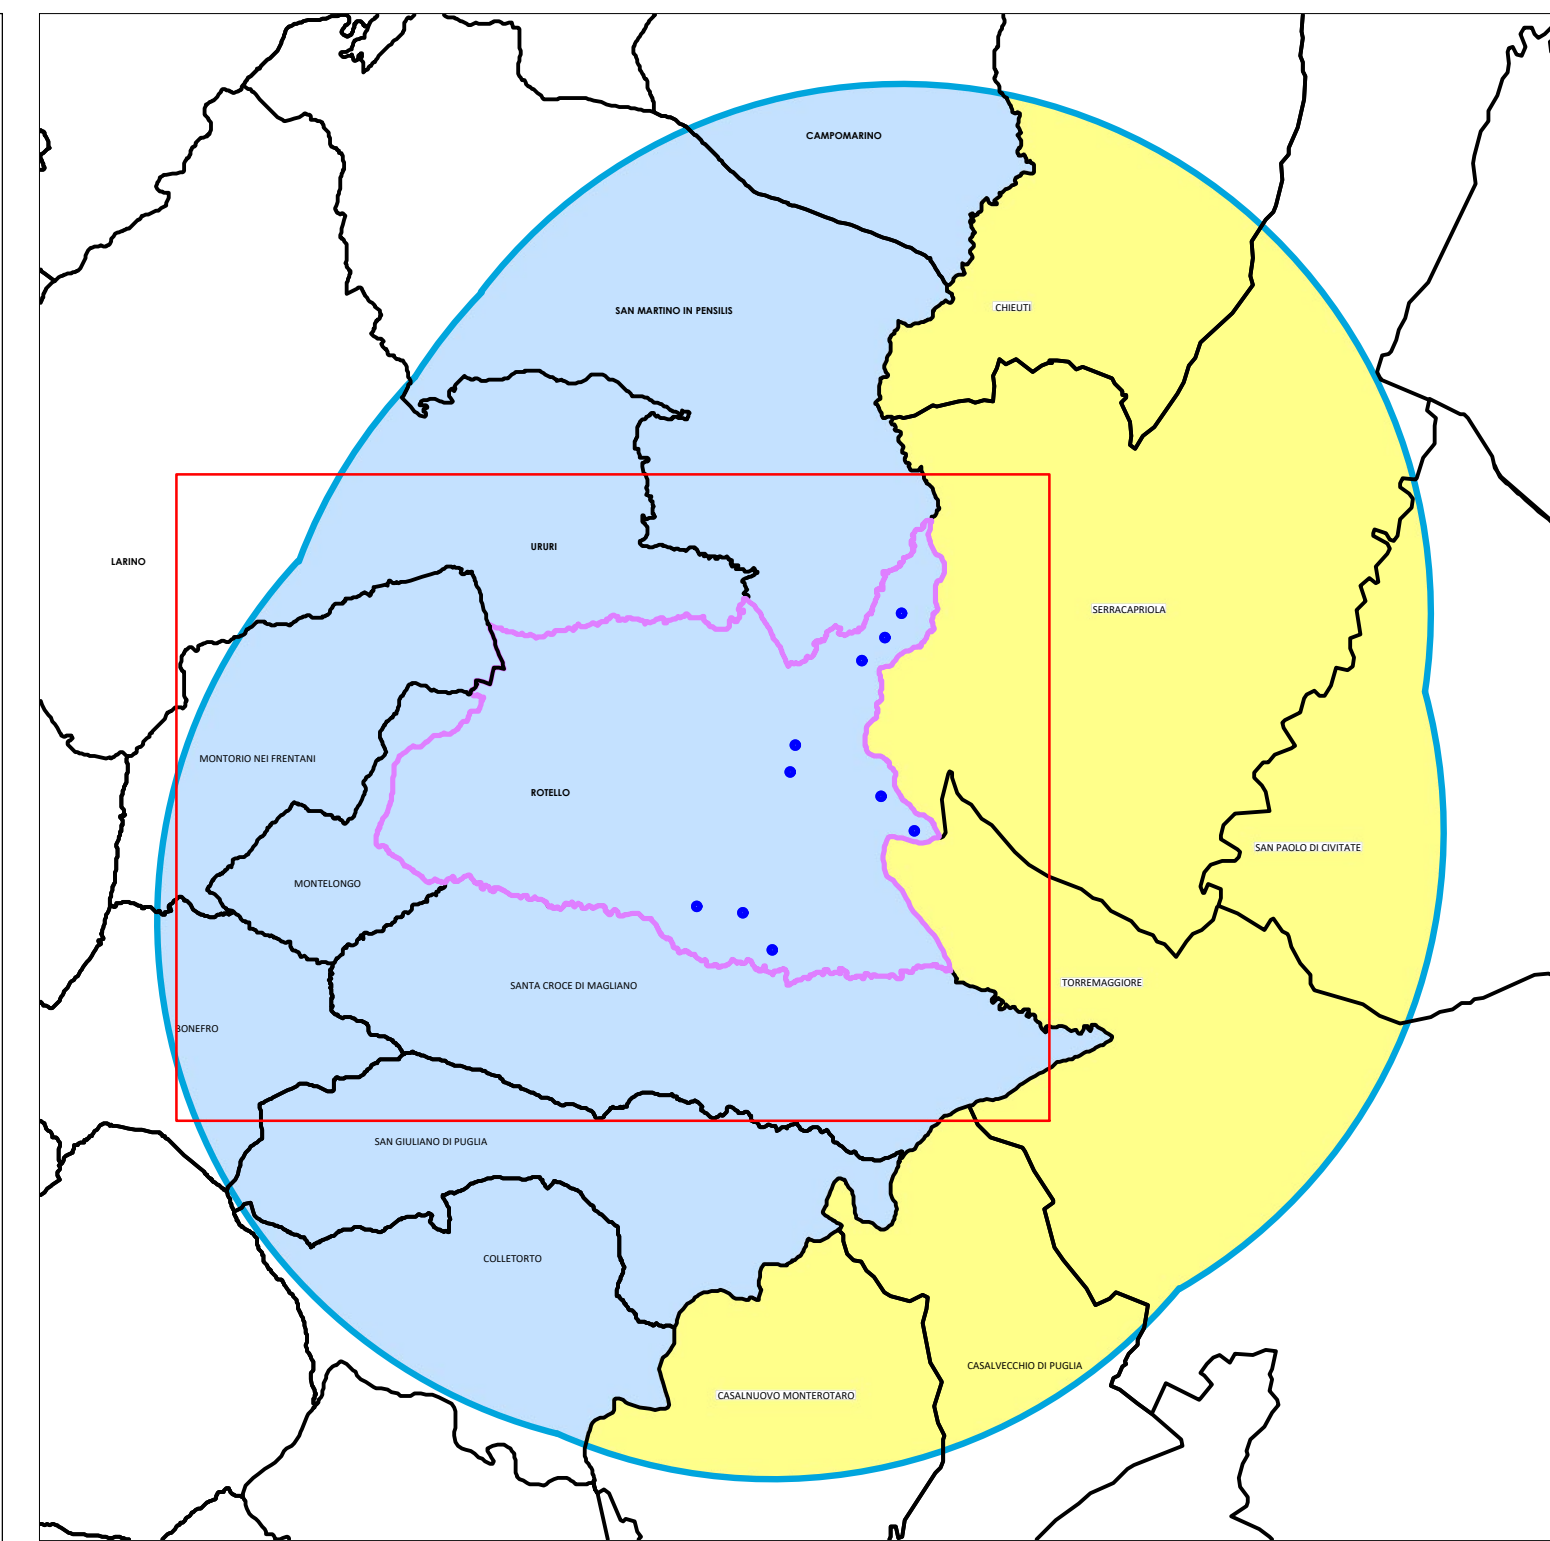 CAMPOMARINO
CHIEUTI
SAN MARTINO IN PENSILIS
URURI
LARINO
SERRACAPRIOLA
MONTORIO NEI FRENTANI
ROTELLO
SAN PAOLO DI CIVITATE
MONTELONGO
TORREMAGGIORE
SANTA CROCE DI MAGLIANO
BONEFRO
SAN GIULIANO DI PUGLIA
COLLETORTO
CASALVECCHIO DI PUGLIA
CASALNUOVO MONTEROTARO